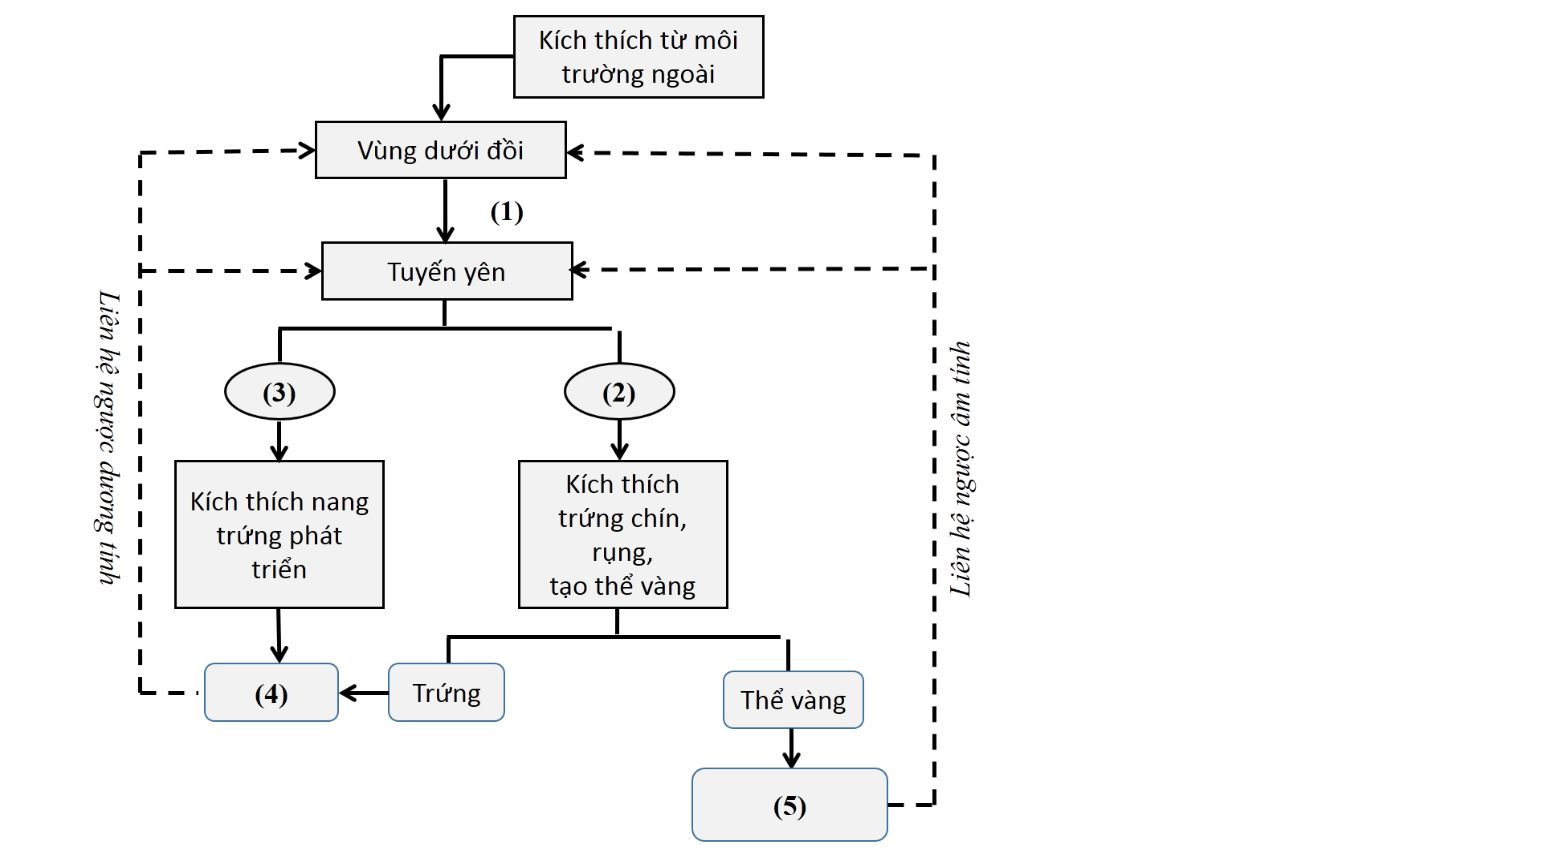 Kích thích từ môi
trường ngoài
Vùng dưới đồi
(1)
Tuyến yên
Liên hệ ngược dương tính
Liên hệ ngược âm tính
(3)
(2)
Kích thích nang
trứng phát
triển
Kích thích
trứng chín,
rụng,
tạo thể vàng
(4)
Trứng
Thể vàng
(5)